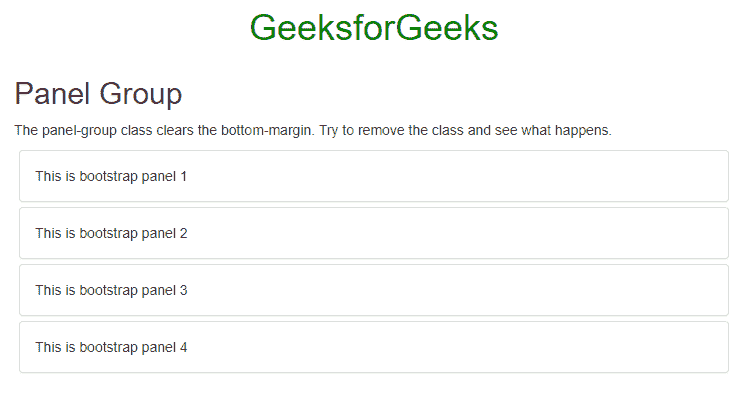 GeeksforGeeks
Panel Group
The panel-group class clears the bottom-margin. Try to remove the class and see what happens.
This is bootstrap panel 1
This is bootstrap panel 2
This is bootstrap panel 3
This is bootstrap panel 4